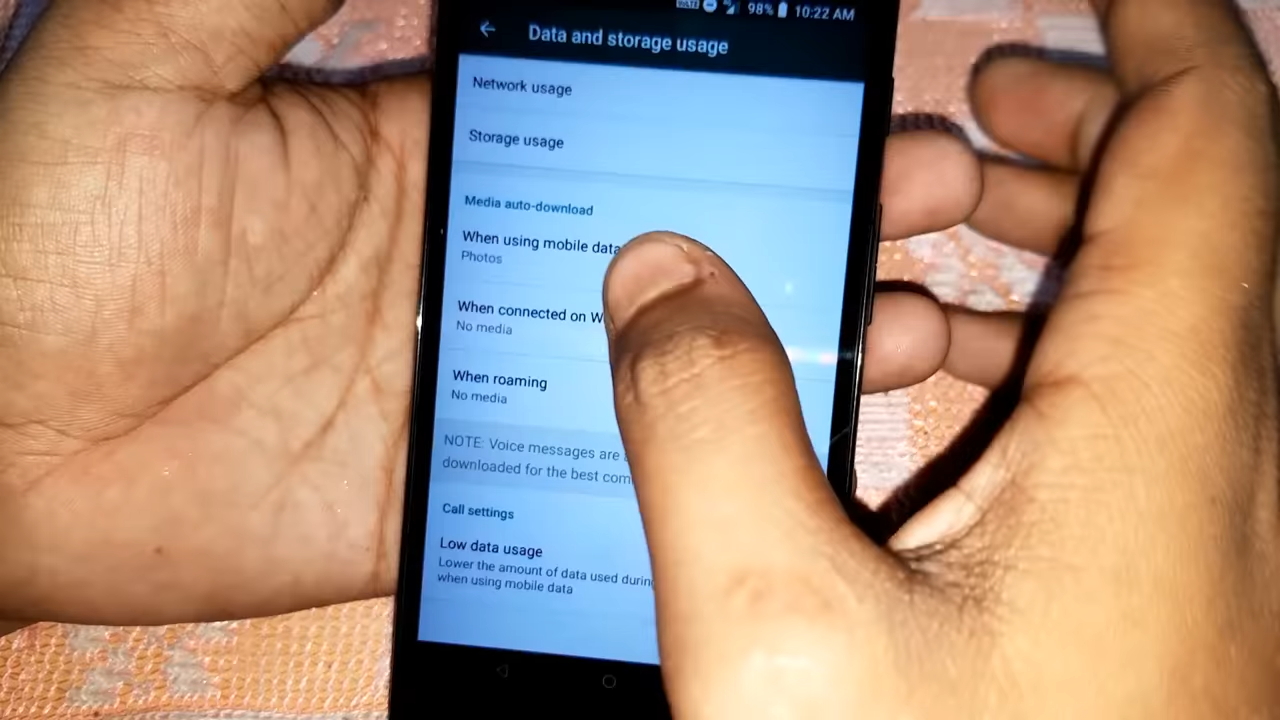 VoLTE 98% 10:22 AM
Data and storage usage
Network usage
Storage usage
Media auto-download
When using mobile data
Photos
When connected on W
No media
When roaming
No media
NOTE: Voice messages are
downloaded for the best com
Call settings
Low data usage
Lower the amount of data used durin
when using mobile data